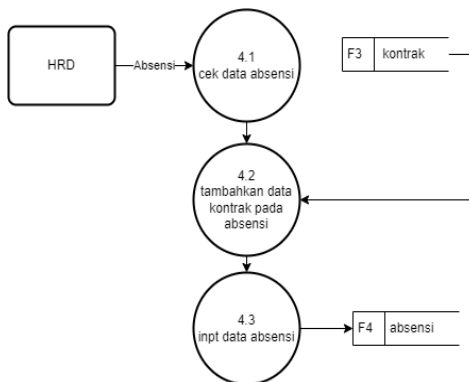 HRD
Absensi
4.1
cek data absensi
F3 kontrak
4.2
tambahkan data
kontrak pada
absensi
4.3
inpt data absensi
F4 absensi